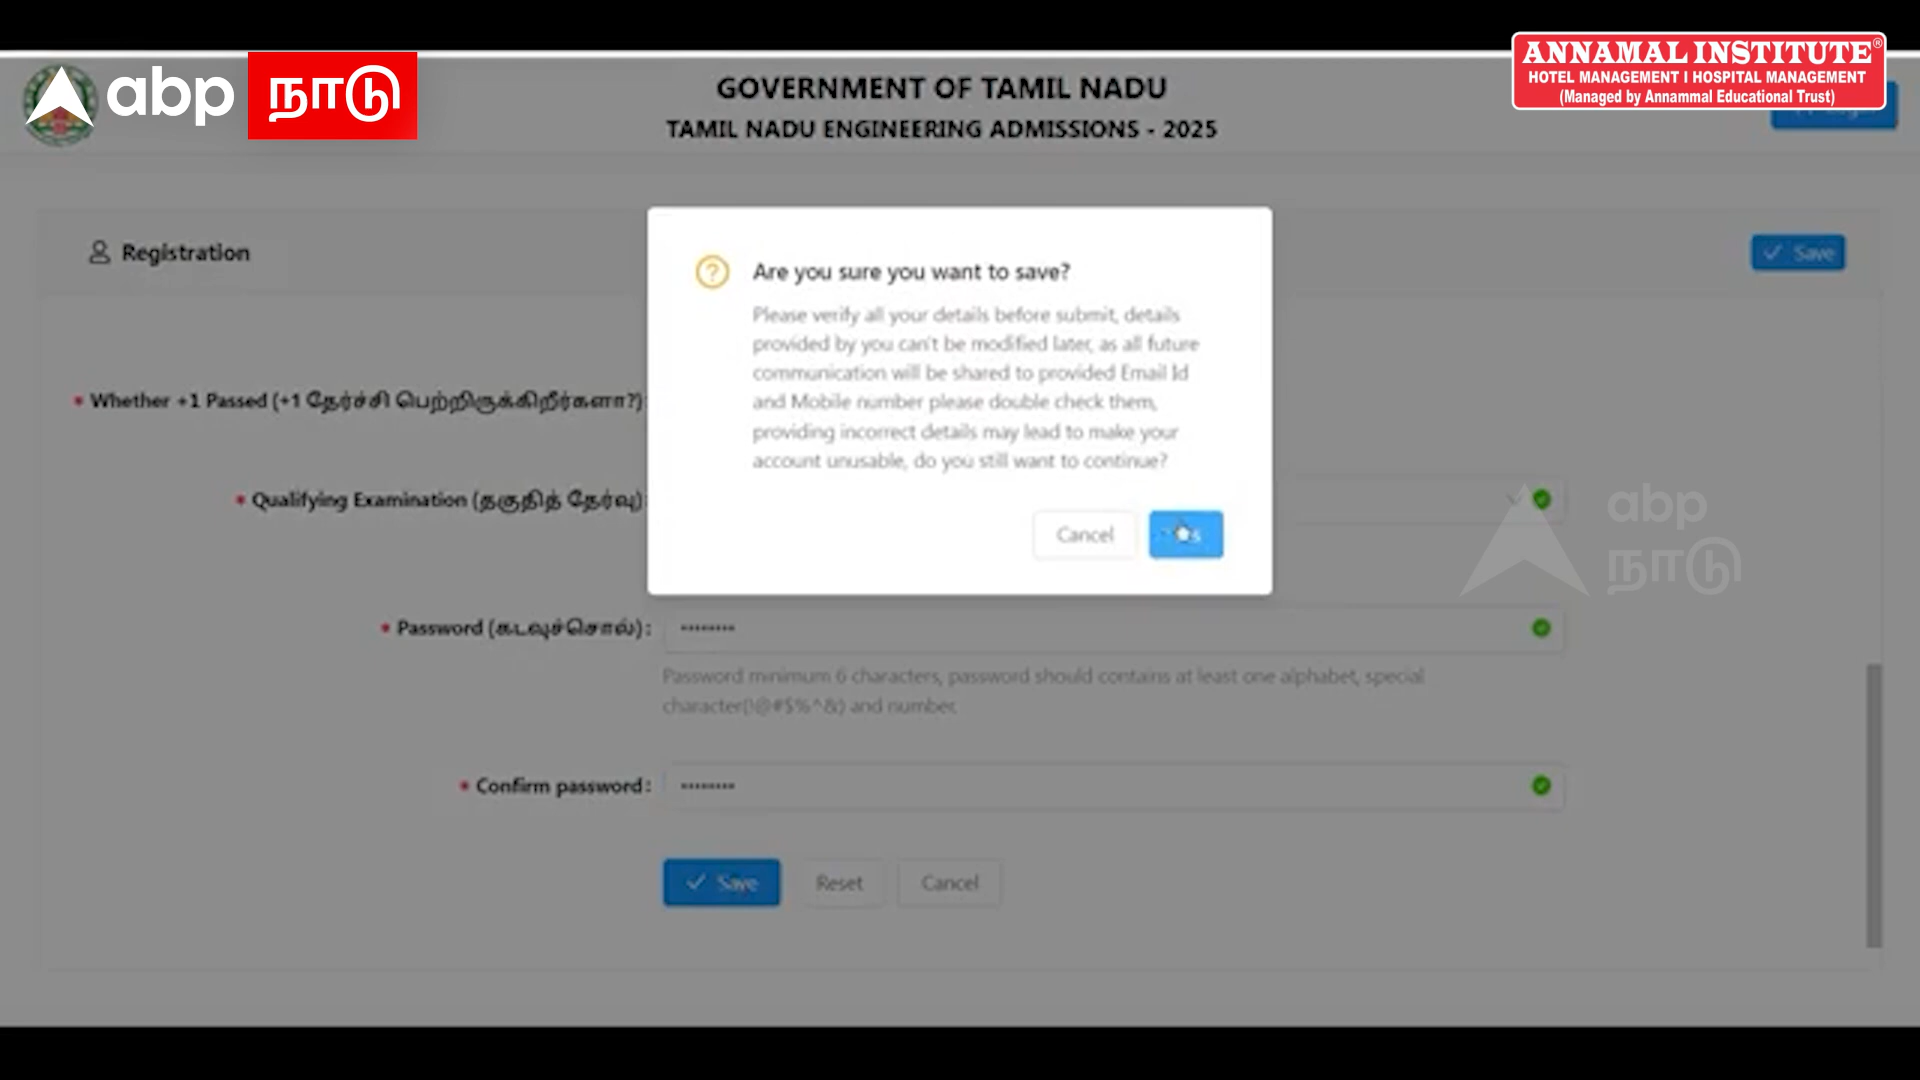 abp நாடு
ANNAMAL INSTITUTE®
HOTEL MANAGEMENT I HOSPITAL MANAGEMENT
(Managed by Annammal Educational Trust)
GOVERNMENT OF TAMIL NADU
TAMIL NADU ENGINEERING ADMISSIONS - 2025
Registration
Save
Are you sure you want to save?
Please verify all your details before submit, details
provided by you can't be modified later, as all future
communication will be shared to provided Email Id
and Mobile number please double check them,
providing incorrect details may lead to make your
account unusable, do you still want to continue?
Cancel
* Whether +1 Passed (+1 தேர்ச்சி பெற்றிருக்கிறீர்களா?)
* Qualifying Examination (தகுதித் தேர்வு)
abp
நாடு
* Password (கடவுச்சொல்) :
Password minimum 6 characters, password should contains at least one alphabet, special
character(!@#$%^&) and number.
* Confirm password :
Save
Reset
Cancel